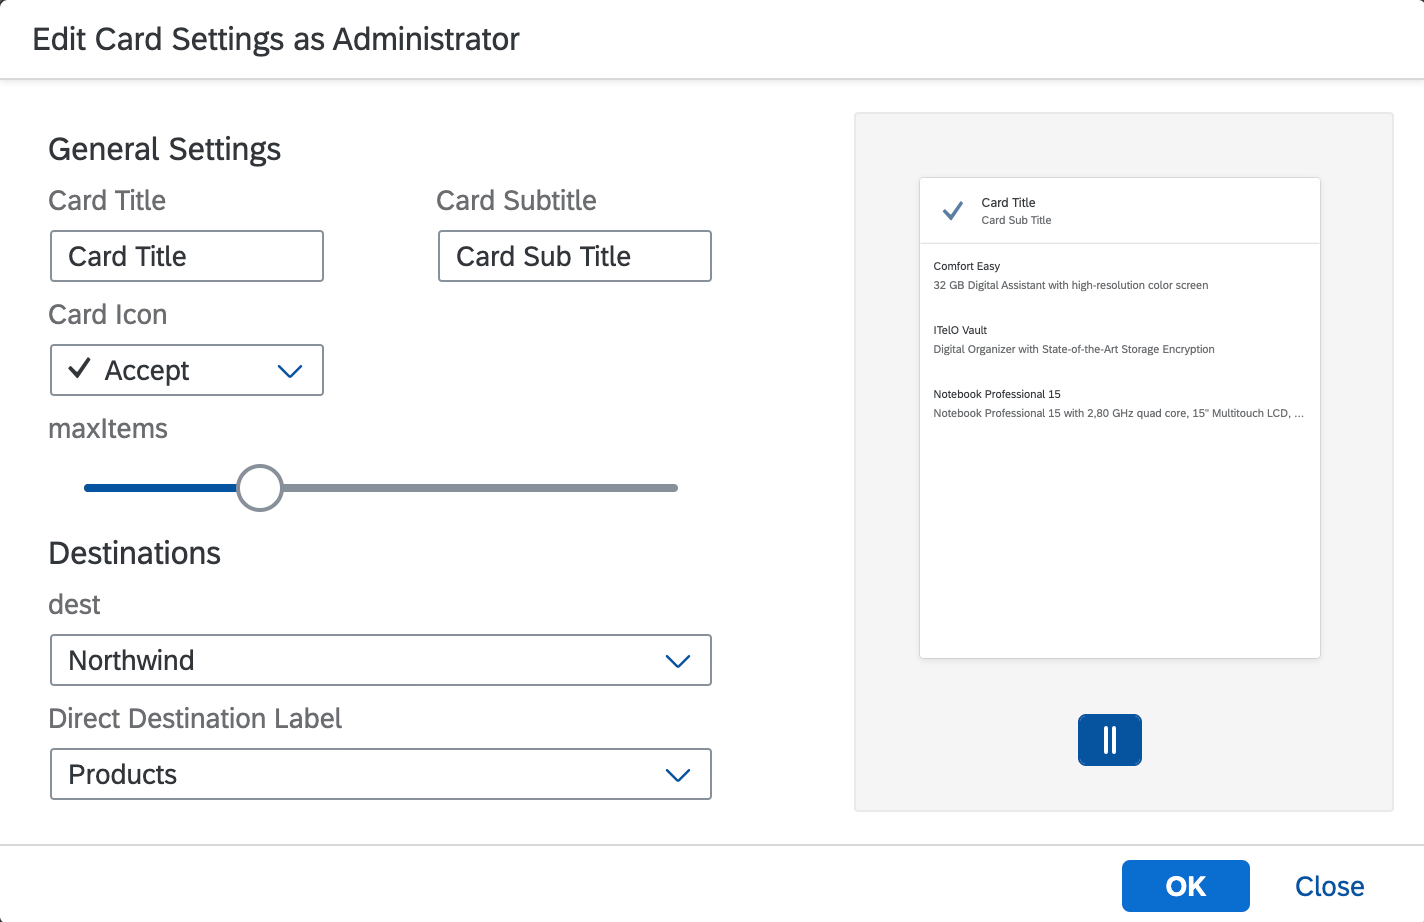 Edit Card Settings as Administrator
General Settings
Card Title
Card Subtitle
Card Title
Card Sub Title
Card Icon
Accept
maxItems
Destinations
dest
Northwind
Direct Destination Label
Products
Card Title
Card Sub Title
Comfort Easy
32 GB Digital Assistant with high-resolution color screen
ITelO Vault
Digital Organizer with State-of-the-Art Storage Encryption
Notebook Professional 15
Notebook Professional 15 with 2,80 GHz quad core, 15" Multitouch LCD, ...
OK
Close